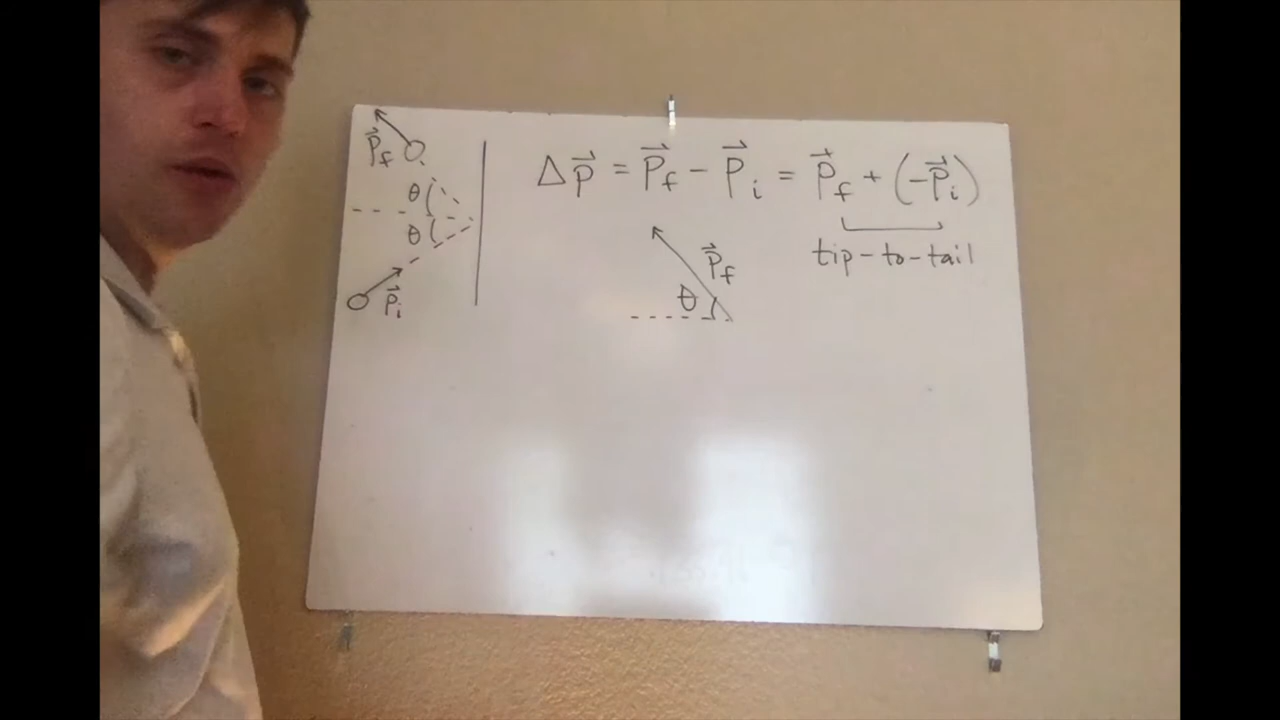 p⃗f
θ
θ
p⃗i
Δp⃗ = p⃗f − p⃗i = p⃗f + (−p⃗i)
tip-to-tail
p⃗f
θ